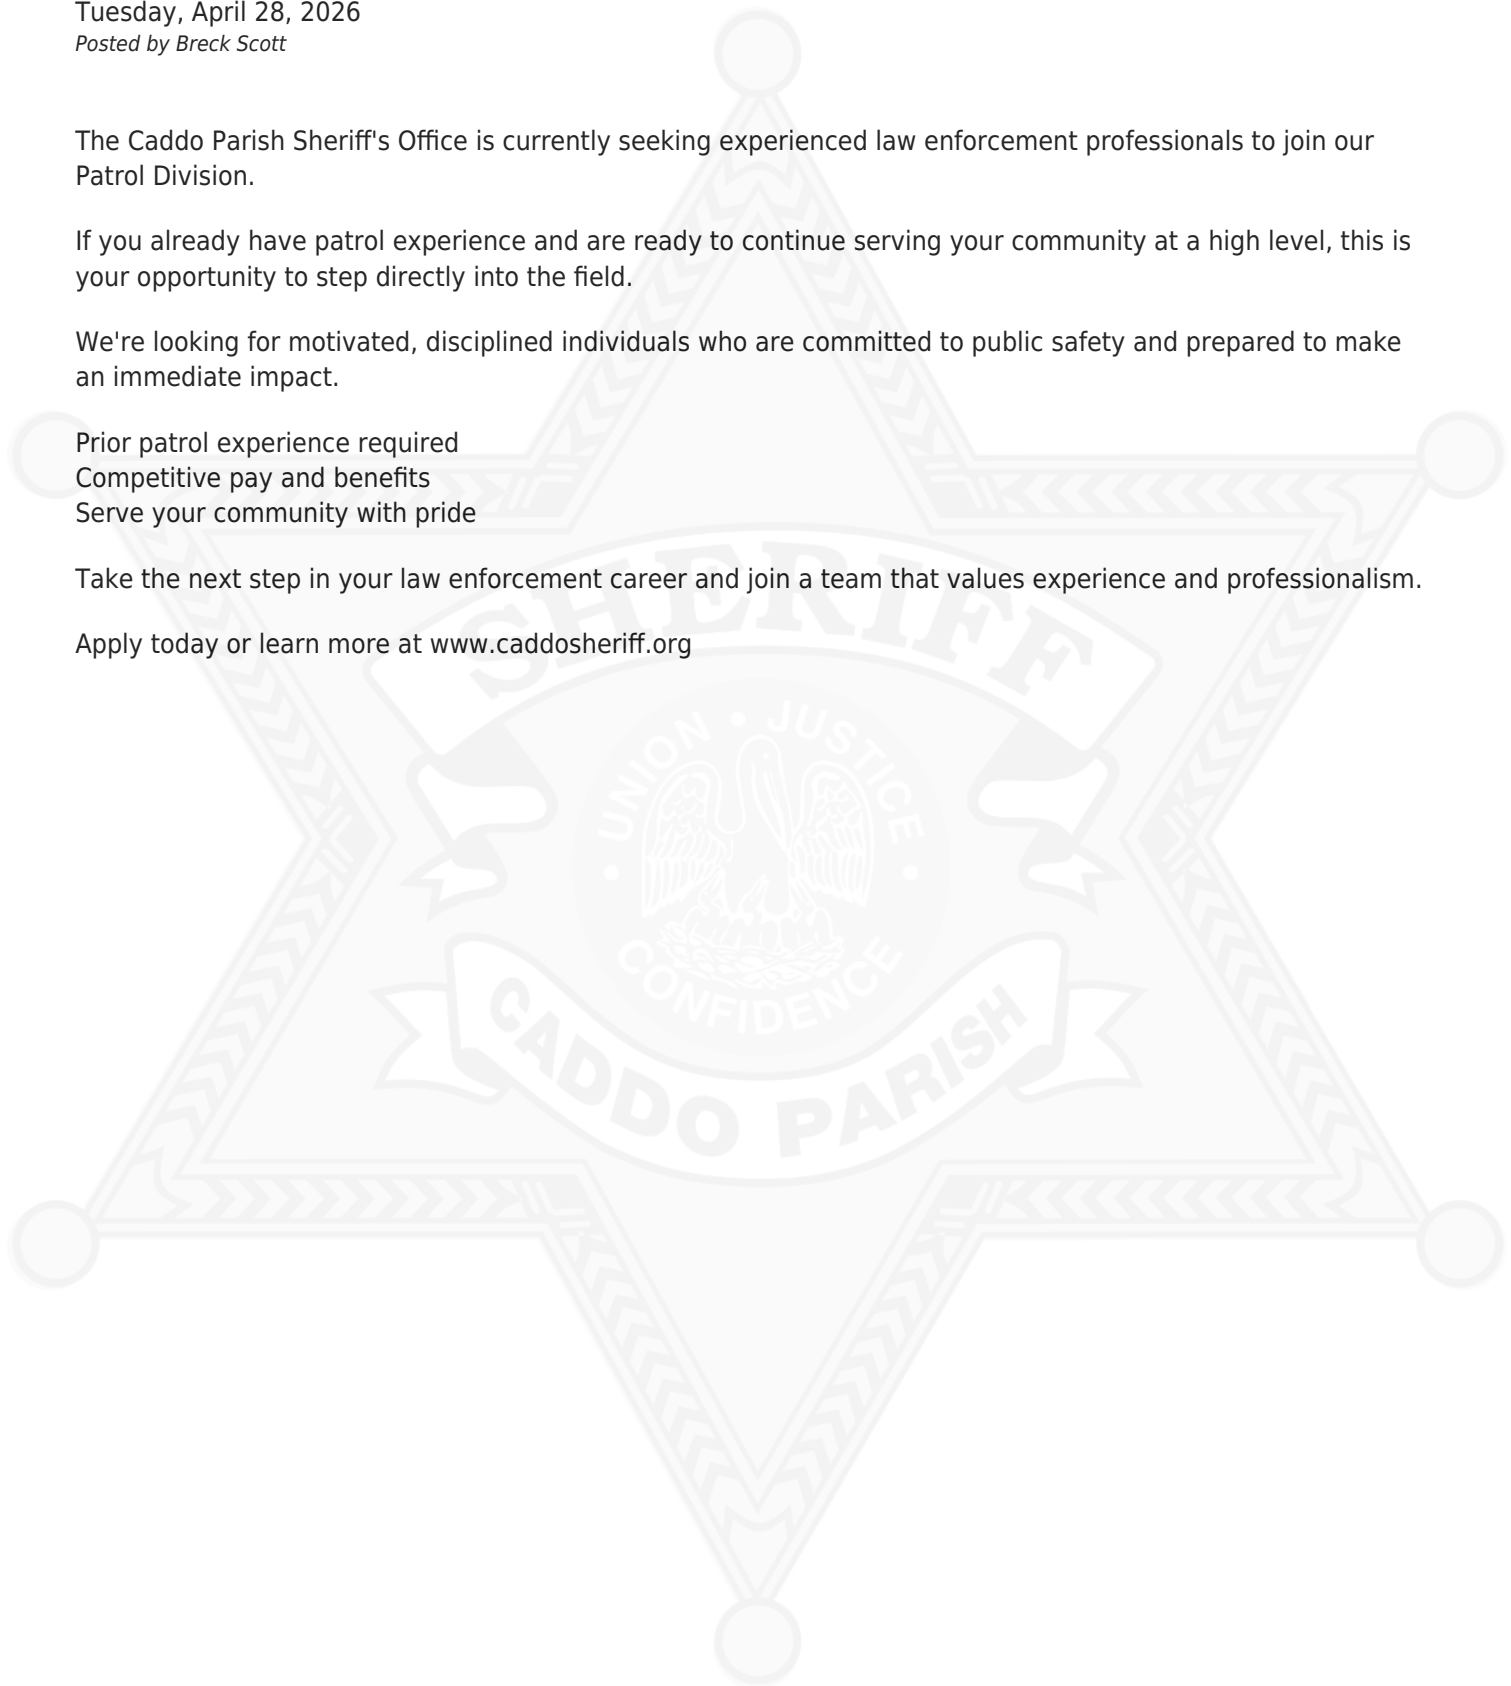 Tuesday, April 28, 2026
Posted by Breck Scott
The Caddo Parish Sheriff's Office is currently seeking experienced law enforcement professionals to join our
Patrol Division.
If you already have patrol experience and are ready to continue serving your community at a high level, this is
your opportunity to step directly into the field.
We're looking for motivated, disciplined individuals who are committed to public safety and prepared to make
an immediate impact.
Prior patrol experience required
Competitive pay and benefits
Serve your community with pride
Take the next step in your law enforcement career and join a team that values experience and professionalism.
Apply today or learn more at www.caddosheriff.org
SHERIFF
UNION • JUSTICE
• CONFIDENCE •
CADDO PARISH